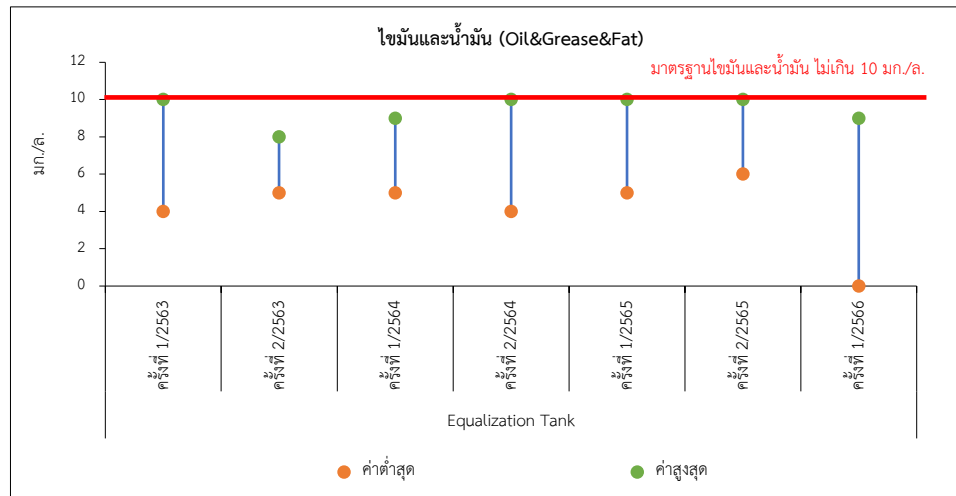 ไขมันและน้ำมัน (Oil&Grease&Fat)
มาตรฐานไขมันและน้ำมัน ไม่เกิน 10 มก./ล.
มก./ล.
12
10
8
6
4
2
0
ครั้งที่ 1/2563
ครั้งที่ 2/2563
ครั้งที่ 1/2564
ครั้งที่ 2/2564
ครั้งที่ 1/2565
ครั้งที่ 2/2565
ครั้งที่ 1/2566
Equalization Tank
ค่าต่ำสุด
ค่าสูงสุด